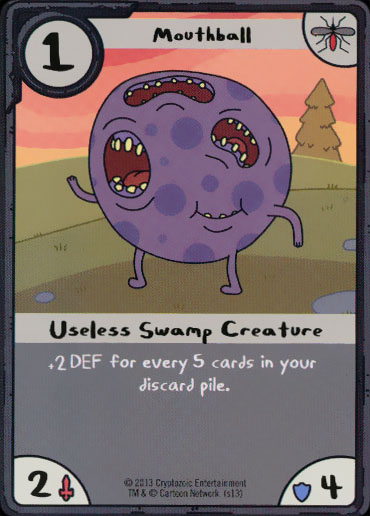 1
Mouthball
Useless Swamp Creature
+2 DEF for every 5 cards in your
discard pile.
2
© 2013 Cryptozoic Entertainment
TM & © Cartoon Network. (s13)
4